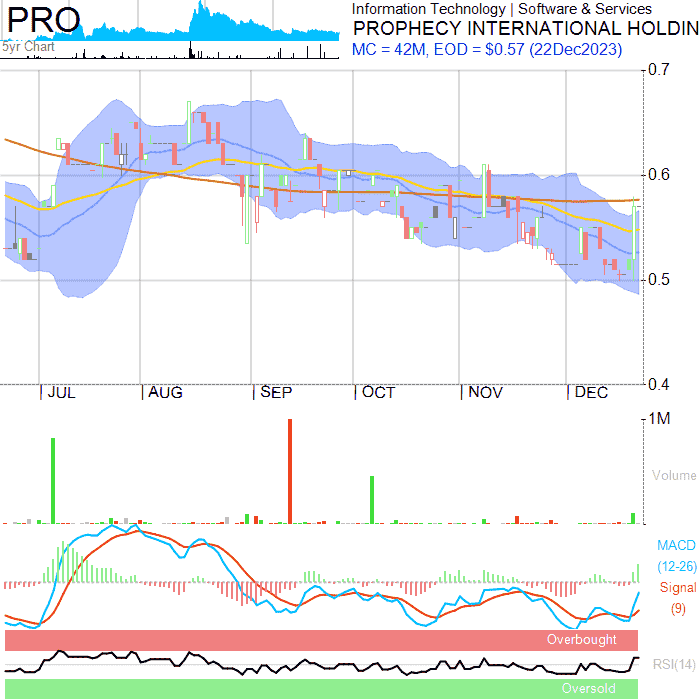 PRO
5yr Chart
Information Technology | Software & Services
PROPHECY INTERNATIONAL HOLDIN
MC = 42M, EOD = $0.57 (22Dec2023)
0.7
0.6
0.5
0.4
| JUL | AUG | SEP | OCT | NOV | DEC
1M
Volume
MACD
(12-26)
Signal
(9)
Overbought
RSI(14)
Oversold